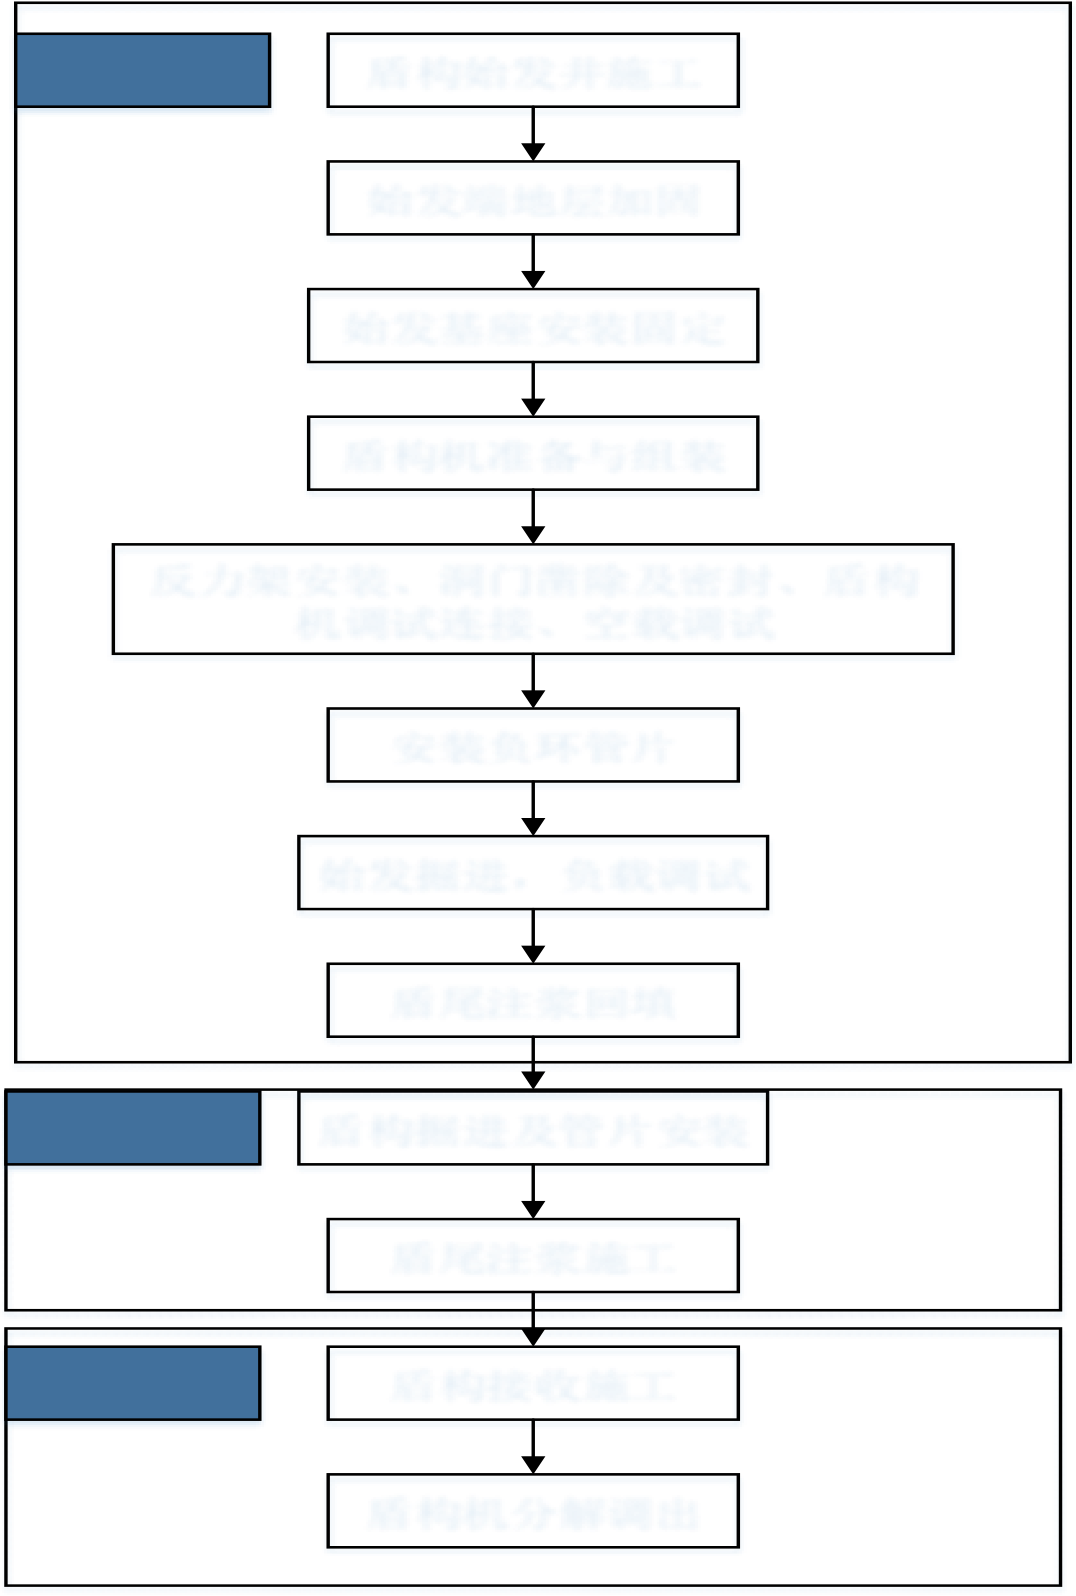 盾构始发井施工
始发端地层加固
始发基座安装固定
盾构机准备与组装
反力架安装、洞门凿除及密封、盾构
机调试连接、空载调试
安装负环管片
始发掘进，负载调试
盾尾注浆回填
盾构掘进及管片安装
盾尾注浆施工
盾构接收施工
盾构机分解调出